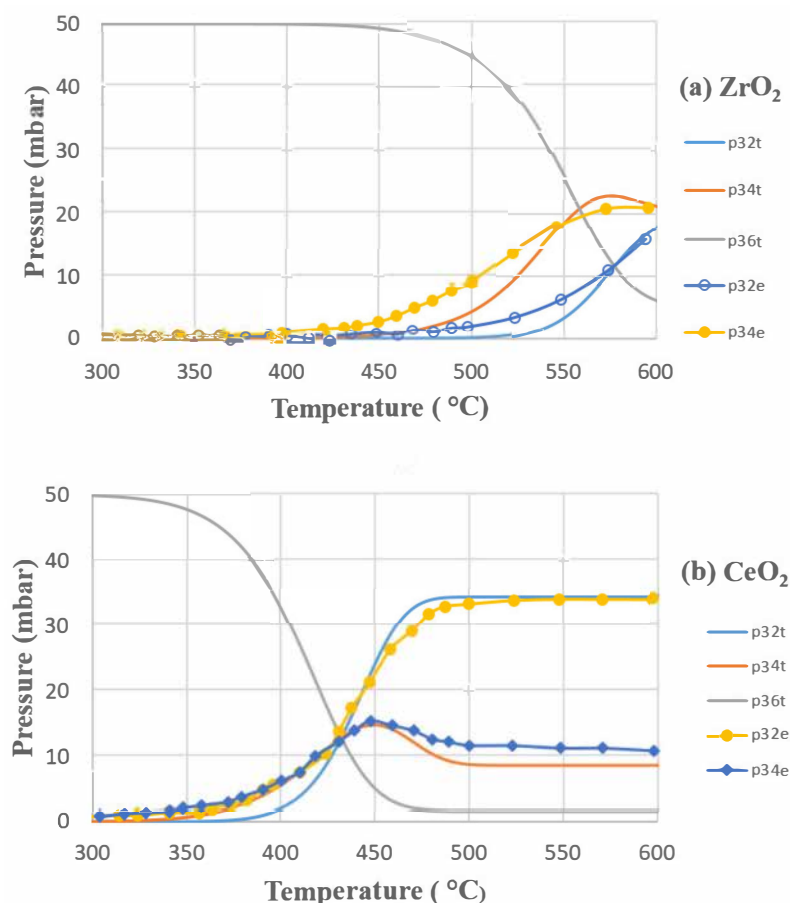 50
40
30
20
10
0
Pressure (mbar)
300 350 400 450 500 550 600
Temperature ( °C)
(a) ZrO₂
p32t
p34t
p36t
p32e
p34e
50
40
30
20
10
0
Pressure (mbar)
300 350 400 450 500 550 600
Temperature ( °C)
(b) CeO₂
p32t
p34t
p36t
p32e
p34e